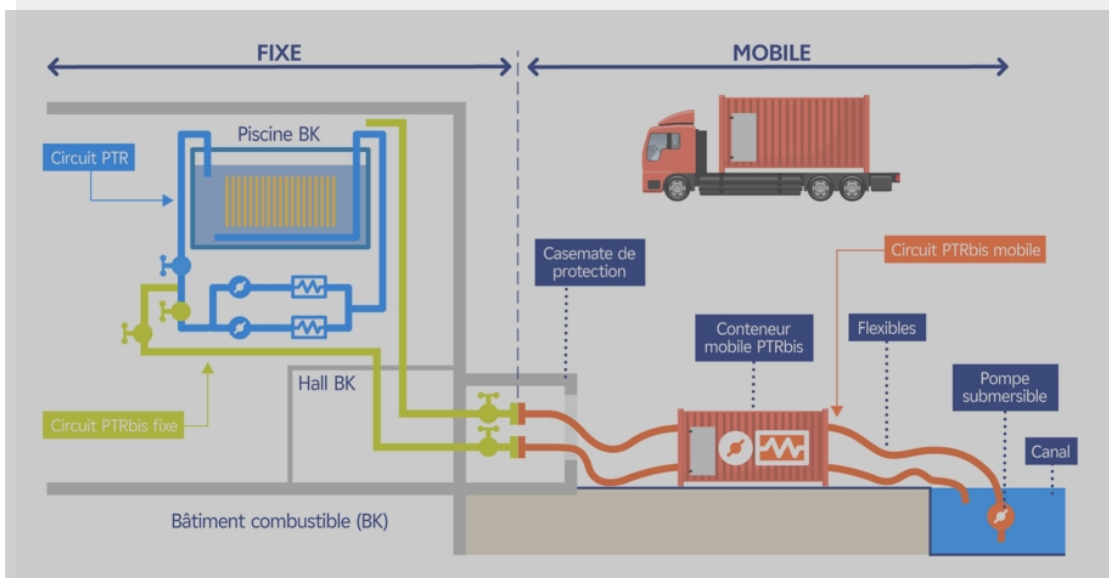 FIXE
MOBILE
Piscine BK
Circuit PTR
Casemate de
protection
Circuit PTRbis mobile
Conteneur
mobile PTRbis
Flexibles
Hall BK
Pompe
submersible
Circuit PTRbis fixe
Canal
Bâtiment combustible (BK)